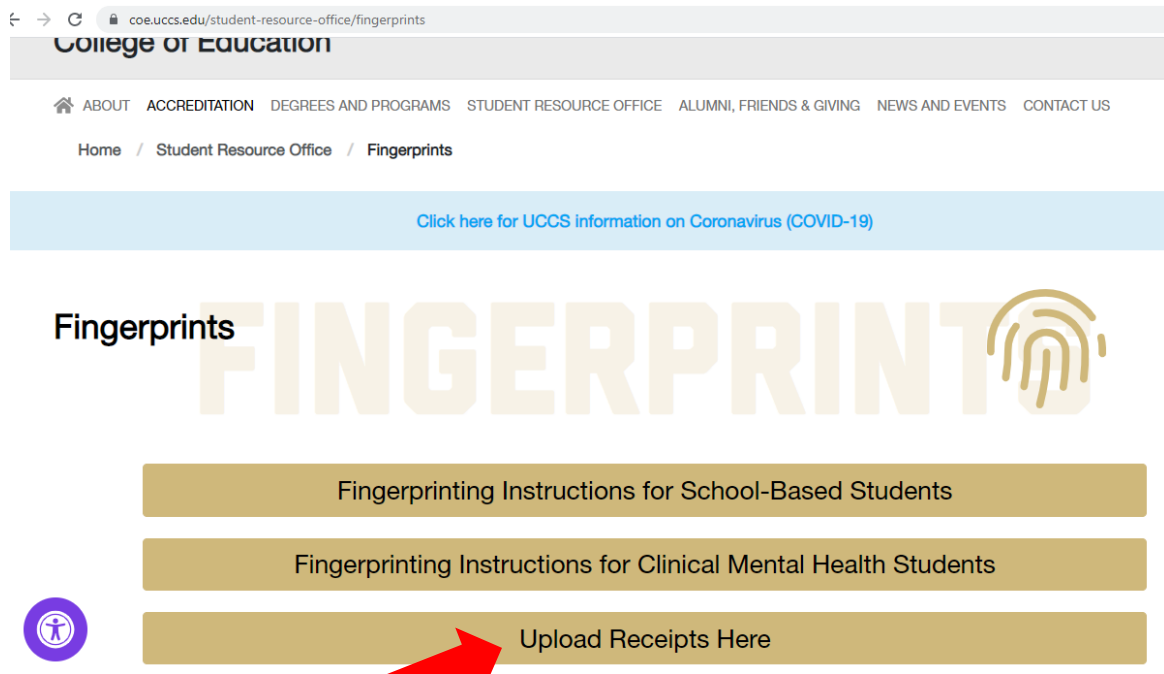 coe.uccs.edu/student-resource-office/fingerprints
College of Education
ABOUT ACCREDITATION DEGREES AND PROGRAMS STUDENT RESOURCE OFFICE ALUMNI, FRIENDS & GIVING NEWS AND EVENTS CONTACT US
Home / Student Resource Office / Fingerprints
Click here for UCCS information on Coronavirus (COVID-19)
FINGERPRINTS
Fingerprints
Fingerprinting Instructions for School-Based Students
Fingerprinting Instructions for Clinical Mental Health Students
Upload Receipts Here